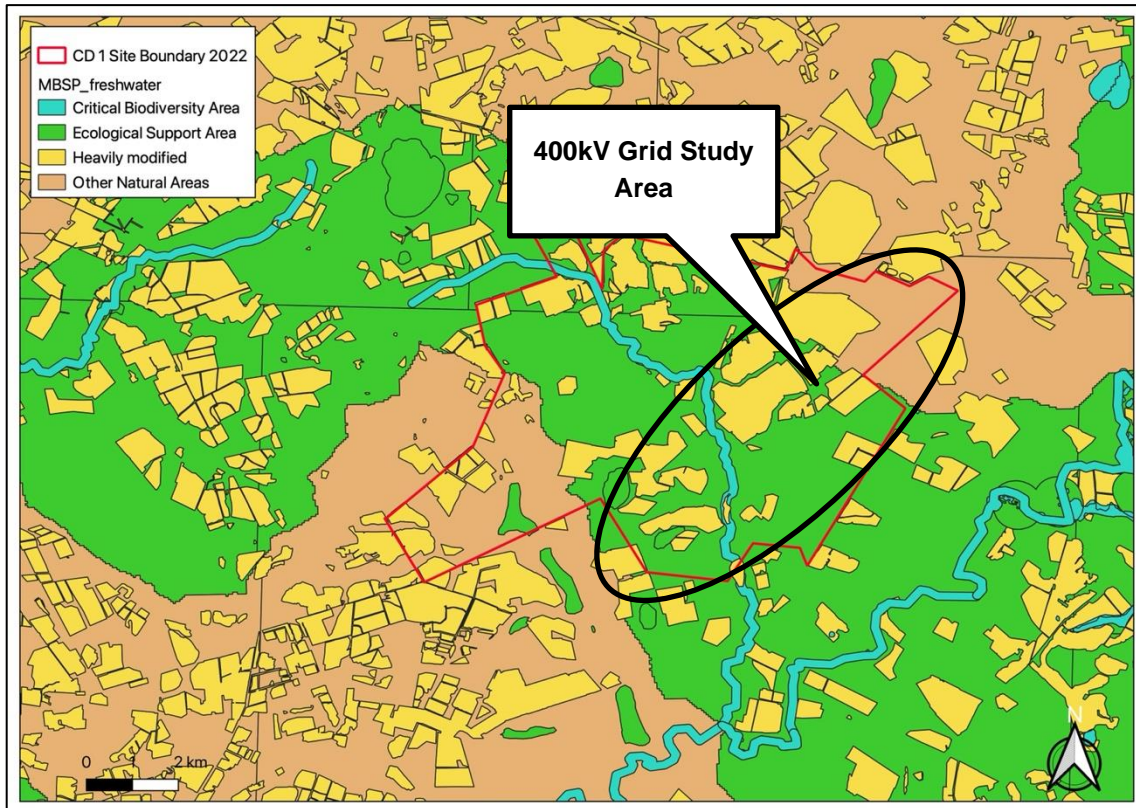 CD 1 Site Boundary 2022
MBSP_freshwater
Critical Biodiversity Area
Ecological Support Area
Heavily modified
Other Natural Areas
400kV Grid Study
Area
0 1 2 km
N